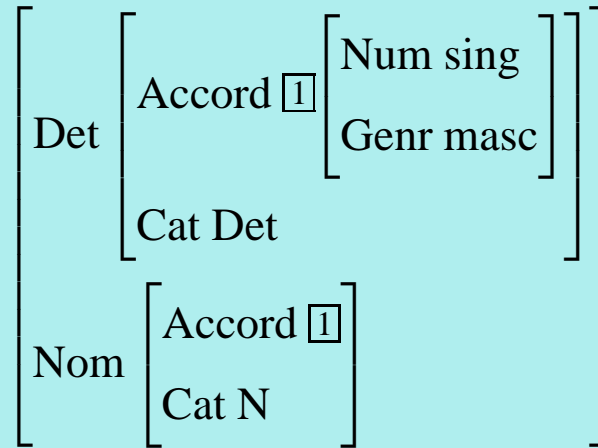 Num sing
Accord 1
Genr masc
Det
Cat Det
Accord 1
Nom
Cat N